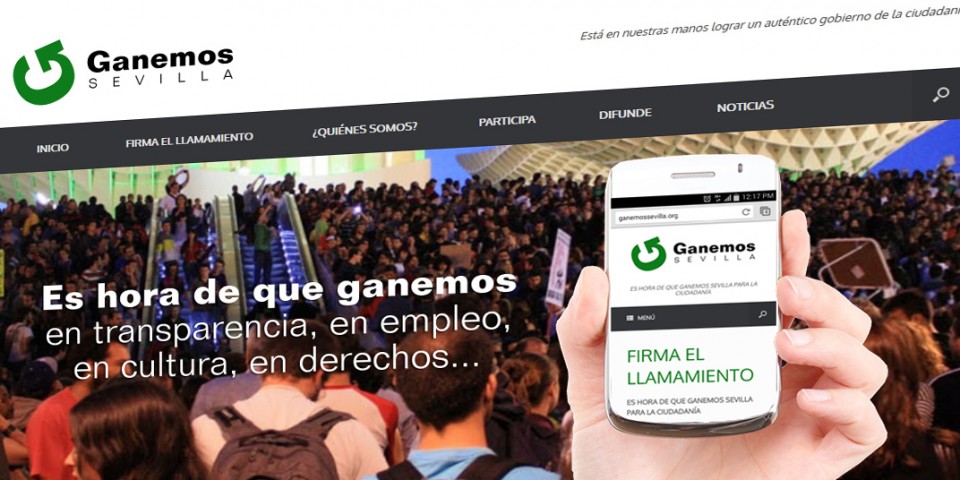 Está en nuestras manos lograr un auténtico gobierno de la ciudadaní
Ganemos
SEVILLA
INICIO FIRMA EL LLAMAMIENTO ¿QUIÉNES SOMOS? PARTICIPA DIFUNDE NOTICIAS
Es hora de que ganemos
en transparencia, en empleo,
en cultura, en derechos...
12:17 PM
ganemossevilla.org
Ganemos
SEVILLA
ES HORA DE QUE GANEMOS SEVILLA PARA LA
CIUDADANÍA
MENÚ
FIRMA EL
LLAMAMIENTO
ES HORA DE QUE GANEMOS SEVILLA
PARA LA CIUDADANÍA